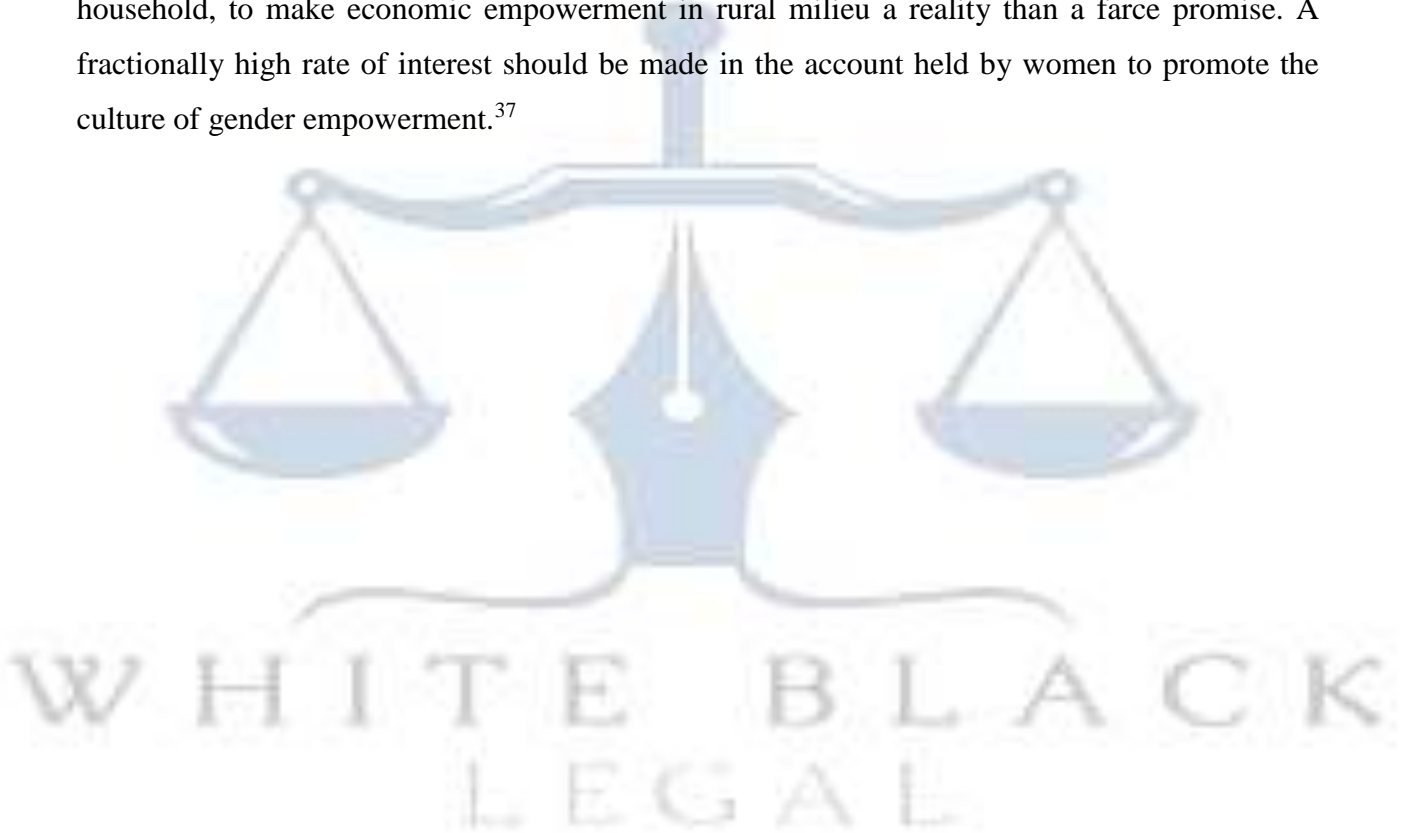 household, to make economic empowerment in rural milieu a reality than a farce promise. A
fractionally high rate of interest should be made in the account held by women to promote the
culture of gender empowerment.37
WHITE BLACK
LEGAL